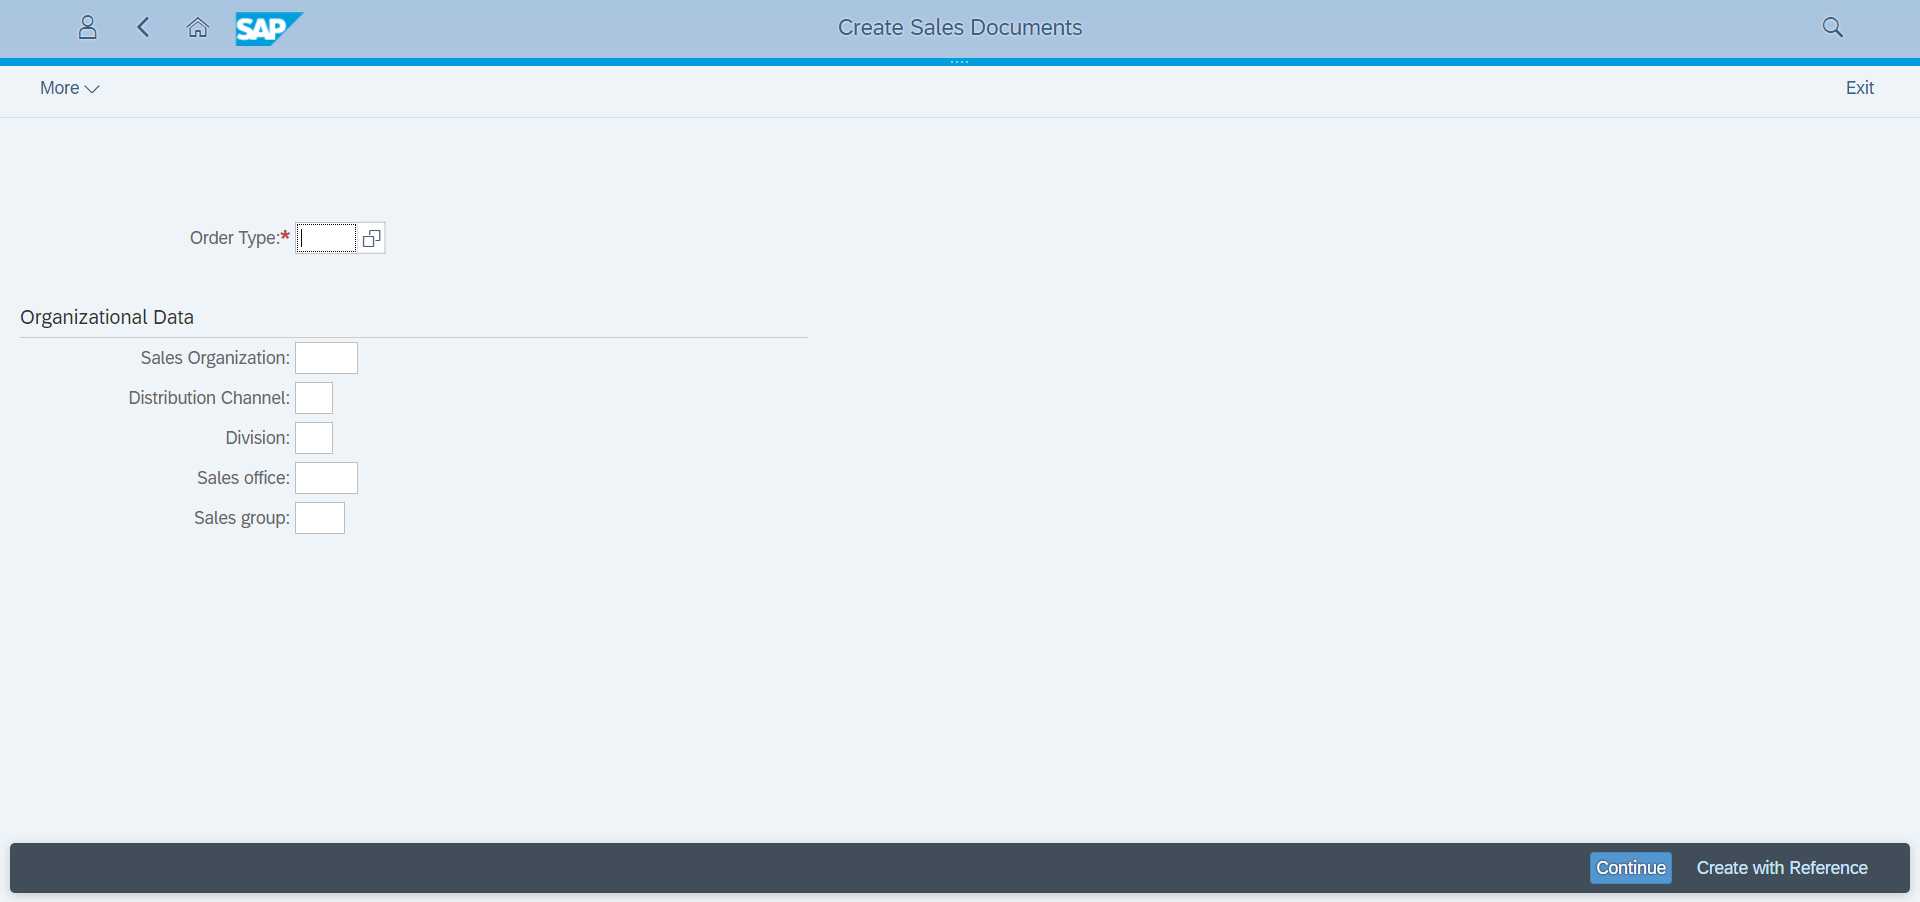 SAP
Create Sales Documents
More
Exit
Order Type:*
Organizational Data
Sales Organization:
Distribution Channel:
Division:
Sales office:
Sales group:
Continue
Create with Reference